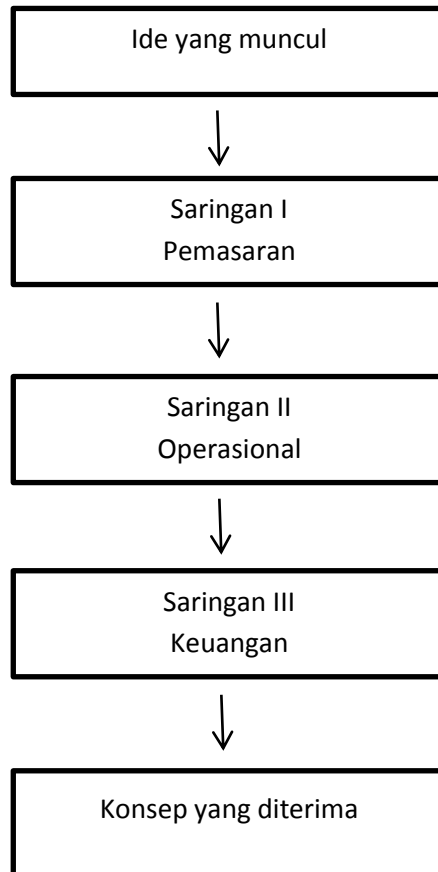 Ide yang muncul
Saringan I
Pemasaran
Saringan II
Operasional
Saringan III
Keuangan
Konsep yang diterima